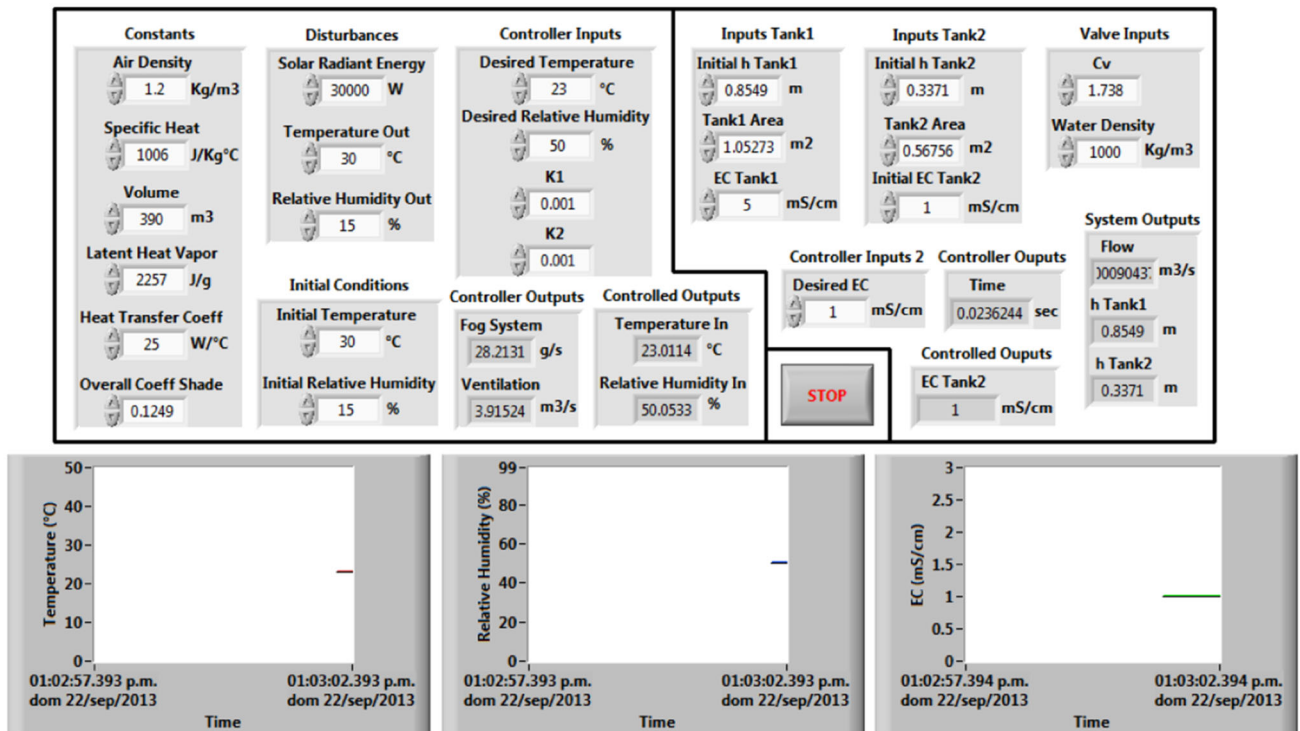 Constants
Air Density
1.2 Kg/m3
Specific Heat
1006 J/Kg°C
Volume
390 m3
Latent Heat Vapor
2257 J/g
Heat Transfer Coeff
25 W/°C
Overall Coeff Shade
0.1249
Disturbances
Solar Radiant Energy
30000 W
Temperature Out
30 °C
Relative Humidity Out
15 %
Initial Conditions
Initial Temperature
30 °C
Initial Relative Humidity
15 %
Controller Inputs
Desired Temperature
23 °C
Desired Relative Humidity
50 %
K1
0.001
K2
0.001
Controller Outputs
Fog System
28.2131 g/s
Ventilation
3.91524 m3/s
Controlled Outputs
Temperature In
23.0114 °C
Relative Humidity In
50.0533 %
Inputs Tank1
Initial h Tank1
0.8549 m
Tank1 Area
1.05273 m2
EC Tank1
5 mS/cm
Inputs Tank2
Initial h Tank2
0.3371 m
Tank2 Area
0.56756 m2
Initial EC Tank2
1 mS/cm
Valve Inputs
Cv
1.738
Water Density
1000 Kg/m3
Controller Inputs 2
Desired EC
1 mS/cm
Controller Ouputs
Time
0.0236244 sec
Controlled Ouputs
EC Tank2
1 mS/cm
System Outputs
Flow
m3/s
h Tank1
0.8549 m
h Tank2
0.3371 m
STOP
Temperature (°C)
50
40
30
20
10
0
01:02:57.393 p.m.
dom 22/sep/2013
01:03:02.393 p.m.
dom 22/sep/2013
Time
Relative Humidity (%)
99
80
60
40
20
0
01:02:57.393 p.m.
dom 22/sep/2013
01:03:02.393 p.m.
dom 22/sep/2013
Time
EC (mS/cm)
3
2.5
2
1.5
1
0.5
0
01:02:57.394 p.m.
dom 22/sep/2013
01:03:02.394 p.m.
dom 22/sep/2013
Time